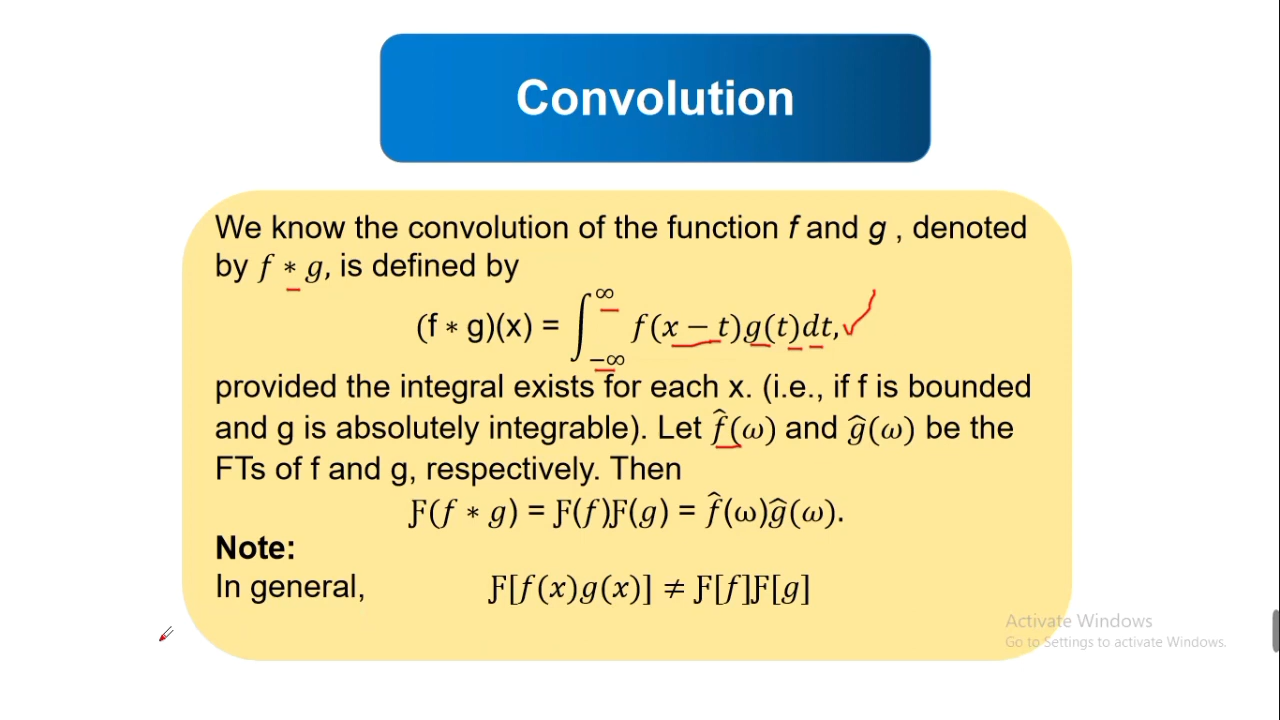 Convolution
We know the convolution of the function f and g , denoted
by f ∗ g, is defined by
(f ∗ g)(x) = ∫_{−∞}^{∞} f(x − t)g(t)dt,
provided the integral exists for each x. (i.e., if f is bounded
and g is absolutely integrable). Let f̂(ω) and ĝ(ω) be the
FTs of f and g, respectively. Then
Ƒ(f ∗ g) = Ƒ(f)Ƒ(g) = f̂(ω)ĝ(ω).
Note:
In general, Ƒ[f(x)g(x)] ≠ Ƒ[f]Ƒ[g]
Activate Windows
Go to Settings to activate Windows.